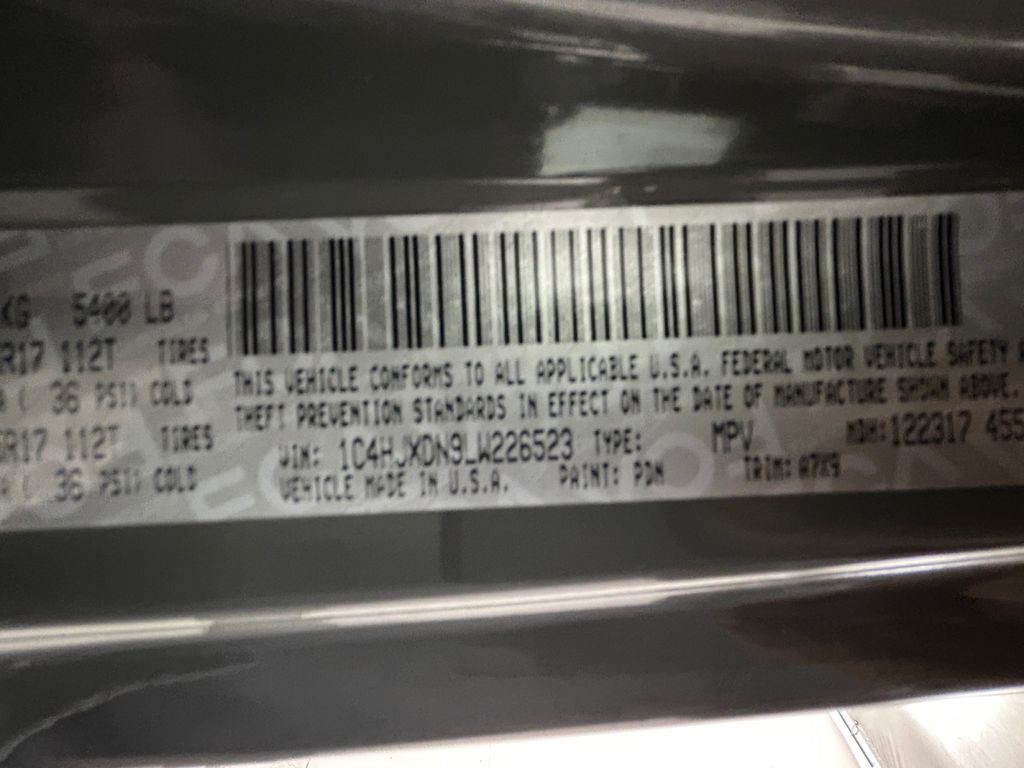 KG 5400 LB
R17 112T TIRES
( 36 PSI) COLD
R17 112T TIRES
( 36 PSI) COLD
THIS VEHICLE CONFORMS TO ALL APPLICABLE U.S.A. FEDERAL MOTOR VEHICLE SAFETY
THEFT PREVENTION STANDARDS IN EFFECT ON THE DATE OF MANUFACTURE SHOWN ABOVE.
VIN: 1C4HJXDN9LW226523 TYPE: MPV MDH:122317 455
VEHICLE MADE IN U.S.A. PAINT: PDN TRIM: A7X9